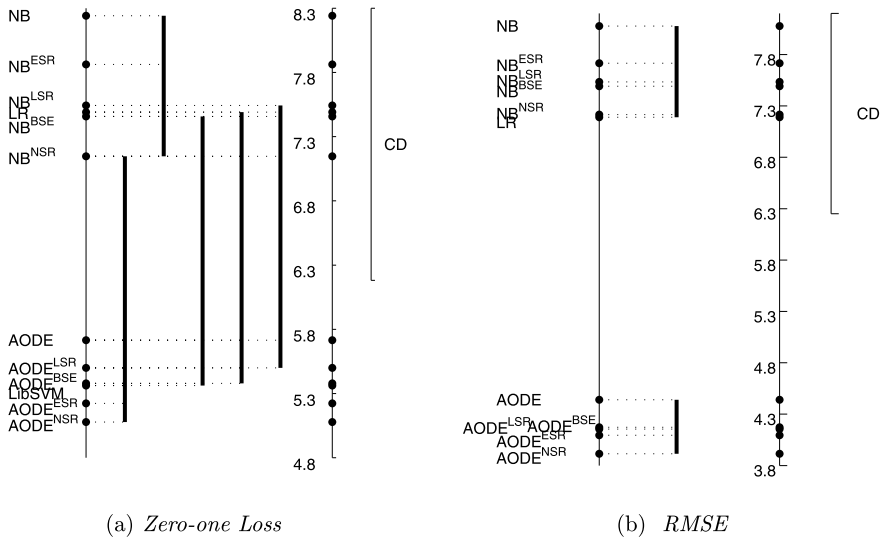 NB
NB^ESR
NB^LSR
LR
NB^BSE
NB^NSR
AODE
AODE^LSR
AODE^BSE
LibSVM
AODE^ESR
AODE^NSR
8.3
7.8
7.3
6.8
6.3
5.8
5.3
4.8
CD
(a) Zero-one Loss
NB
NB^ESR
NB^LSR
NB^BSE
NB^NSR
LR
AODE
AODE^LSR AODE^BSE
AODE^ESR
AODE^NSR
7.8
7.3
6.8
6.3
5.8
5.3
4.8
4.3
3.8
CD
(b) RMSE